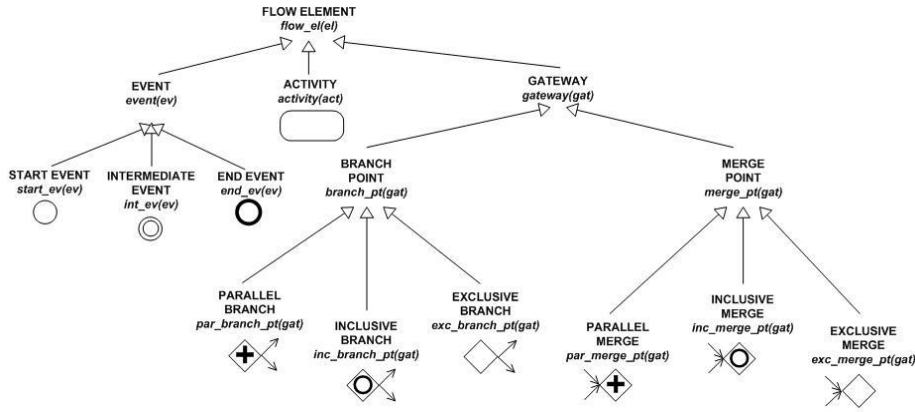 FLOW ELEMENT
flow_el(el)
EVENT
event(ev)
ACTIVITY
activity(act)
GATEWAY
gateway(gat)
START EVENT
start_ev(ev)
INTERMEDIATE
EVENT
int_ev(ev)
END EVENT
end_ev(ev)
BRANCH
POINT
branch_pt(gat)
MERGE
POINT
merge_pt(gat)
PARALLEL
BRANCH
par_branch_pt(gat)
INCLUSIVE
BRANCH
inc_branch_pt(gat)
EXCLUSIVE
BRANCH
exc_branch_pt(gat)
PARALLEL
MERGE
par_merge_pt(gat)
INCLUSIVE
MERGE
inc_merge_pt(gat)
EXCLUSIVE
MERGE
exc_merge_pt(gat)